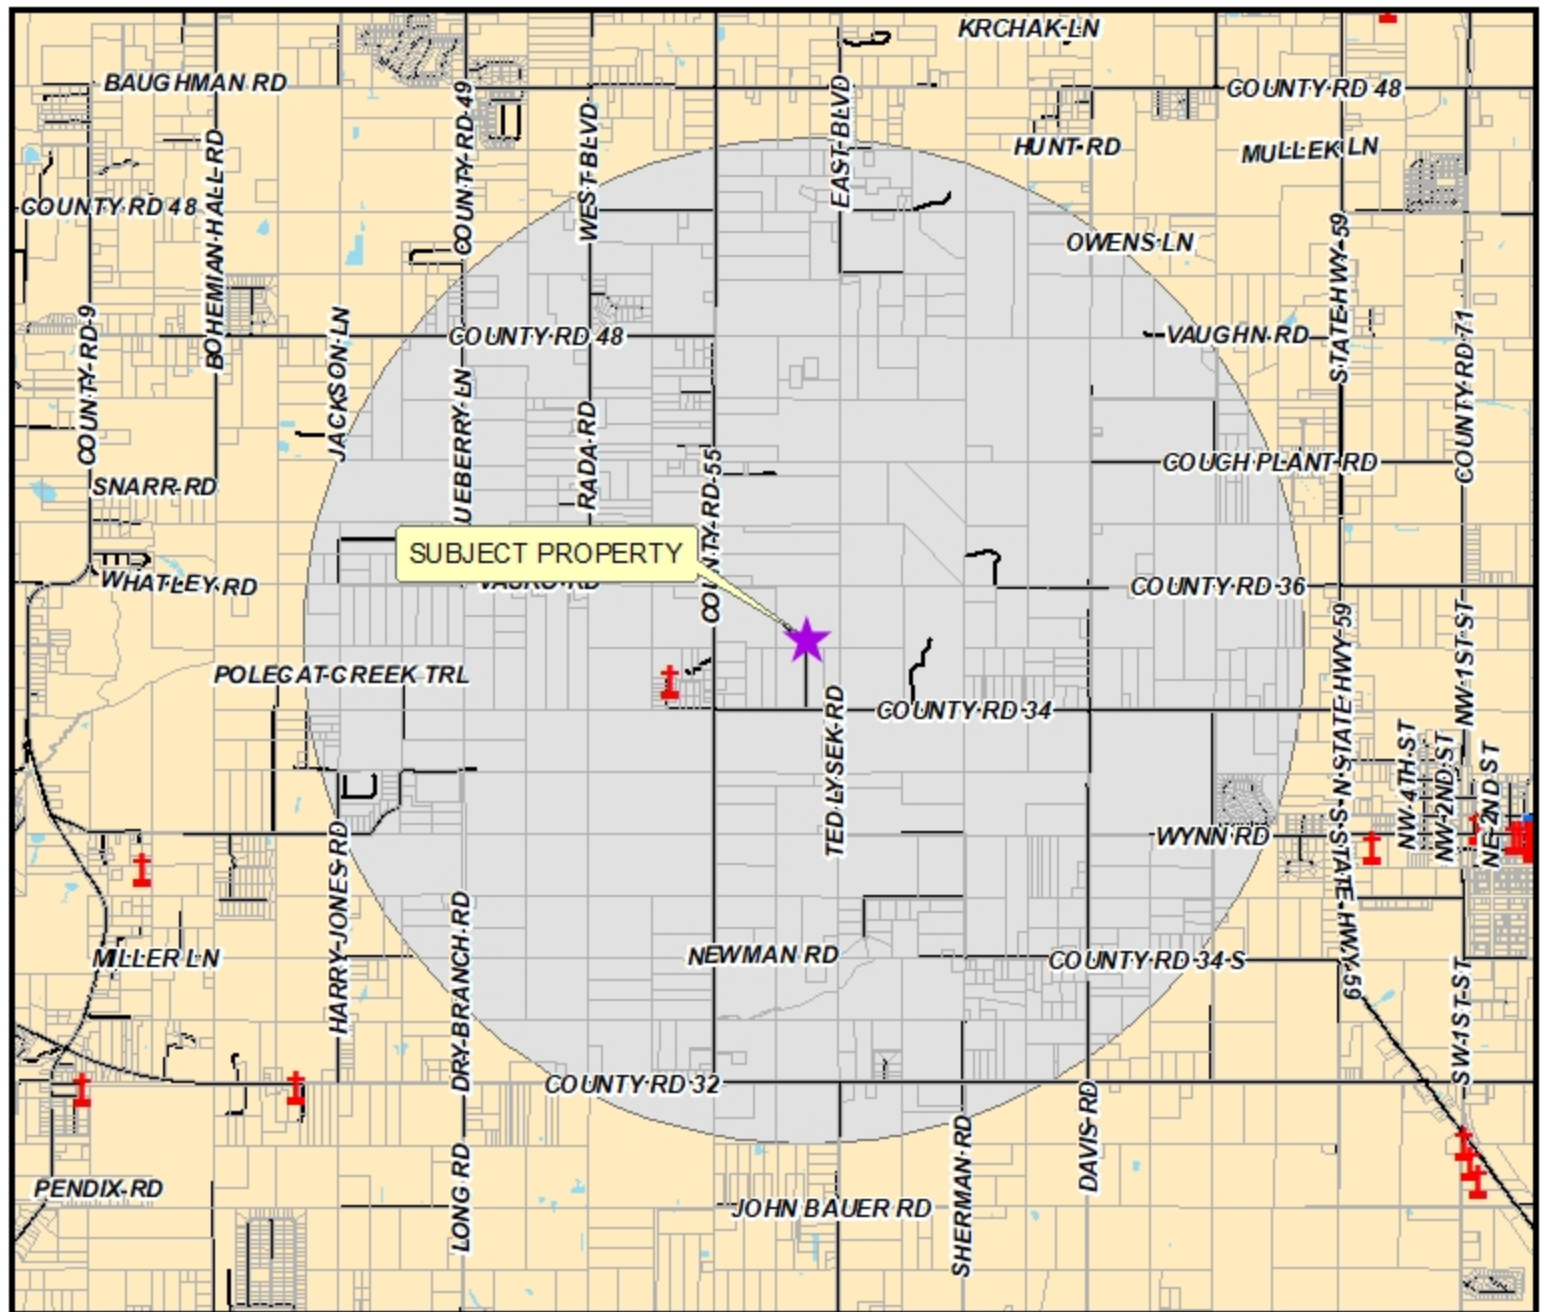 KRCHAK LN
BAUGHMAN RD
COUNTY RD 48
HUNT RD
MULLEK LN
COUNTY RD 48
BOHEMIAN HALL RD
COUNTY RD 49
WEST BLVD
EAST BLVD
OWENS LN
STATE HWY 59
COUNTY RD 9
JACKSON LN
COUNTY RD 48
VAUGHN RD
COUNTY RD 71
UEBERRY LN
RADA RD
COUNTY RD 55
COUGH PLANT RD
SNARR RD
SUBJECT PROPERTY
WHATLEY RD
COUNTY RD 36
POLECAT CREEK TRL
TED LYSEK RD
COUNTY RD 34
N STATE HWY 59
NW 1ST ST
NW 4TH ST
NW 2ND ST
NE 2ND ST
WYNN RD
S STATE HWY 59
HARRY JONES RD
DRY BRANCH RD
MILLER LN
NEWMAN RD
COUNTY RD 34 S
SW 1ST ST
COUNTY RD 32
DAVIS RD
LONG RD
SHERMAN RD
PENDIX RD
JOHN BAUER RD